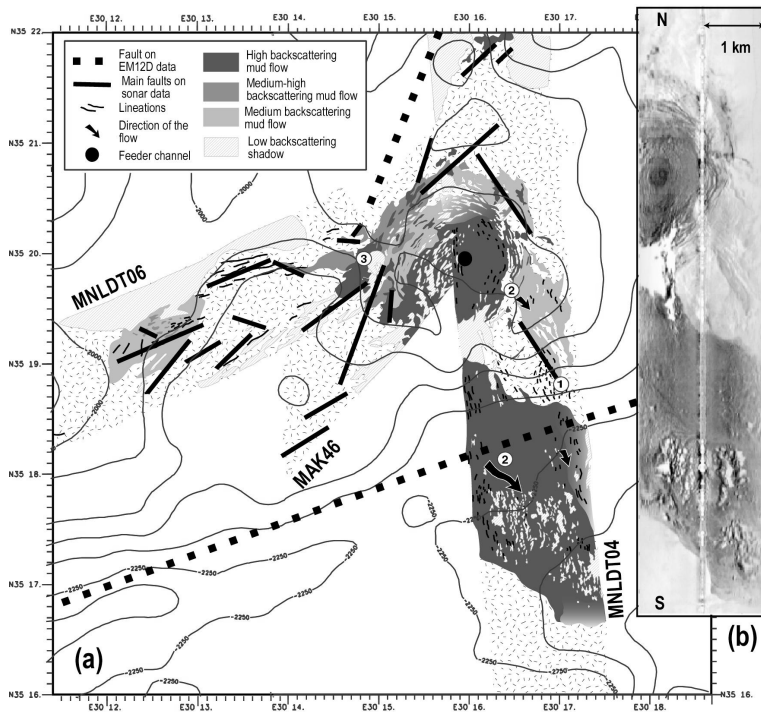 E30 12. E30 13. E30 14. E30 15. E30 16. E30 17.
N35 22
N35 21
N35 20
N35 19
N35 18
N35 17
N35 16.
Fault on
EM12D data
Main faults on
sonar data
Lineations
Direction of the
flow
Feeder channel
High backscattering
mud flow
Medium-high
backscattering mud flow
Medium backscattering
mud flow
Low backscattering
shadow
-2000
MNLDT06
3
2
1
-2000
-2250
2
MAK46
-2250
-2250
-2250
-2250
-2250
-2250
MNLDT04
(a)
E30 12. E30 13. E30 14. E30 15. E30 16. E30 17. E30 18.
N
1 km
S
(b)